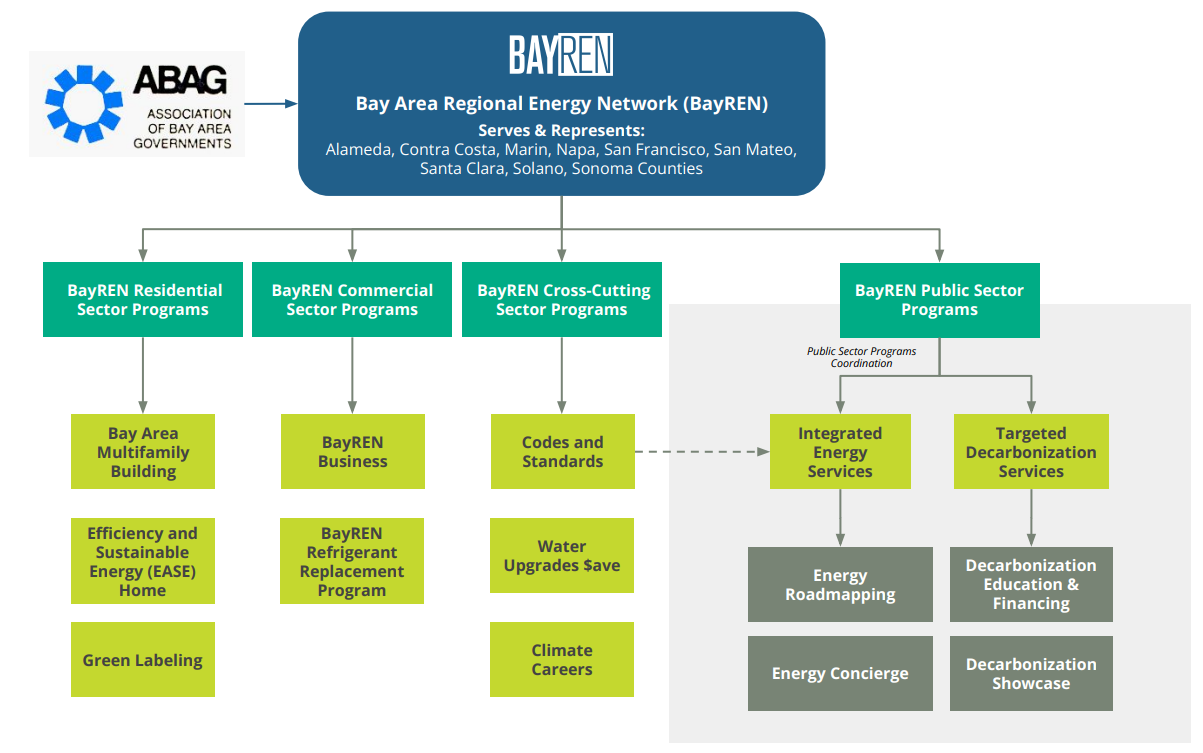 BAYREN
ABAG
ASSOCIATION
OF BAY AREA
GOVERNMENTS
Bay Area Regional Energy Network (BayREN)
Serves & Represents:
Alameda, Contra Costa, Marin, Napa, San Francisco, San Mateo,
Santa Clara, Solano, Sonoma Counties
BayREN Residential
Sector Programs
BayREN Commercial
Sector Programs
BayREN Cross-Cutting
Sector Programs
BayREN Public Sector
Programs
Public Sector Programs
Coordination
Bay Area
Multifamily
Building
BayREN
Business
Codes and
Standards
Integrated
Energy
Services
Targeted
Decarbonization
Services
Efficiency and
Sustainable
Energy (EASE)
Home
BayREN
Refrigerant
Replacement
Program
Water
Upgrades $ave
Energy
Roadmapping
Decarbonization
Education &
Financing
Green Labeling
Climate
Careers
Energy Concierge
Decarbonization
Showcase